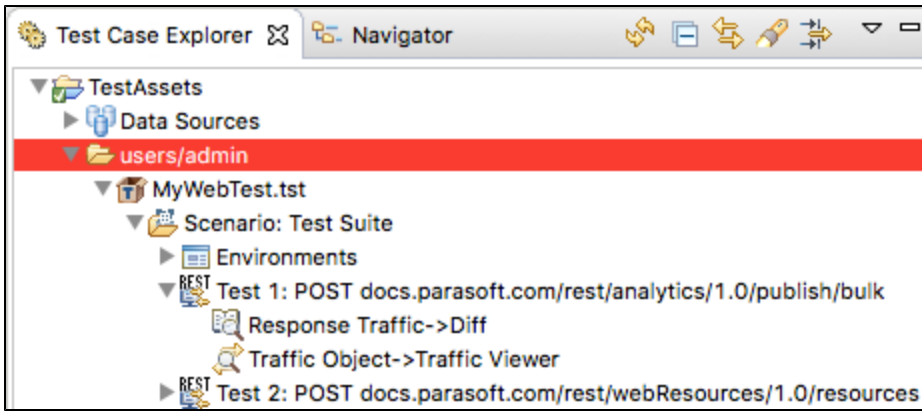 Test Case Explorer Navigator
TestAssets
Data Sources
users/admin
MyWebTest.tst
Scenario: Test Suite
Environments
REST Test 1: POST docs.parasoft.com/rest/analytics/1.0/publish/bulk
Response Traffic->Diff
Traffic Object->Traffic Viewer
REST Test 2: POST docs.parasoft.com/rest/webResources/1.0/resources